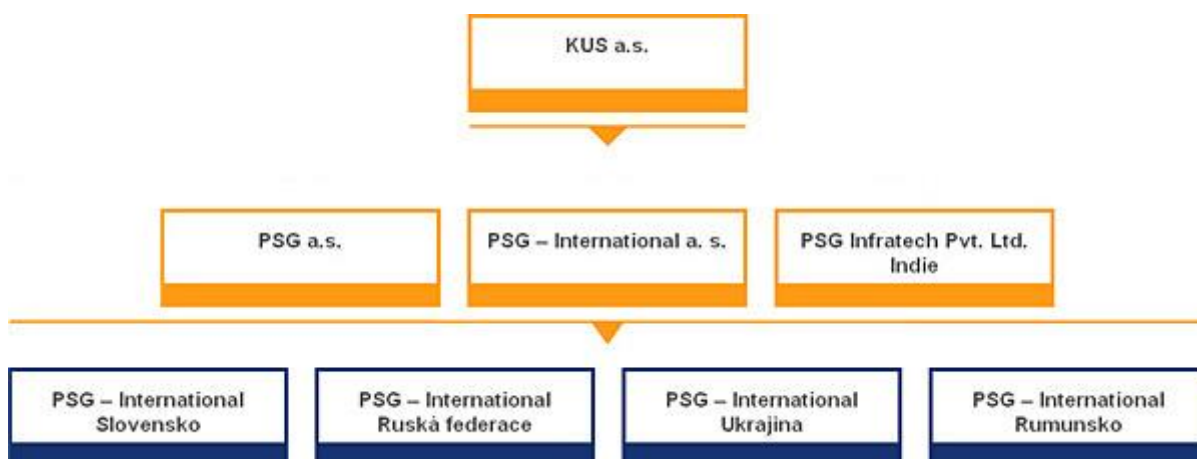 KUS a.s.
PSG a.s.
PSG – International a. s.
PSG Infratech Pvt. Ltd.
Indie
PSG – International
Slovensko
PSG – International
Ruská federace
PSG – International
Ukrajina
PSG – International
Rumunsko